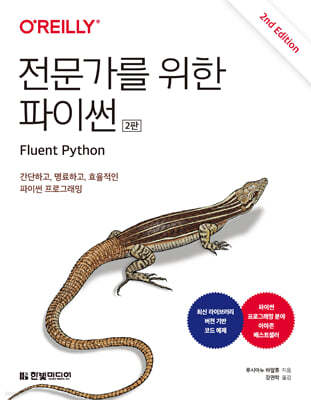 O'REILLY®
2nd Edition
전문가를 위한
파이썬 2판
Fluent Python
간단하고, 명료하고, 효율적인
파이썬 프로그래밍
최신 라이브러리
버전 기반
코드 예제
파이썬
프로그래밍 분야
아마존
베스트셀러
한빛미디어
루시아누 하말류 지음
강권학 옮김